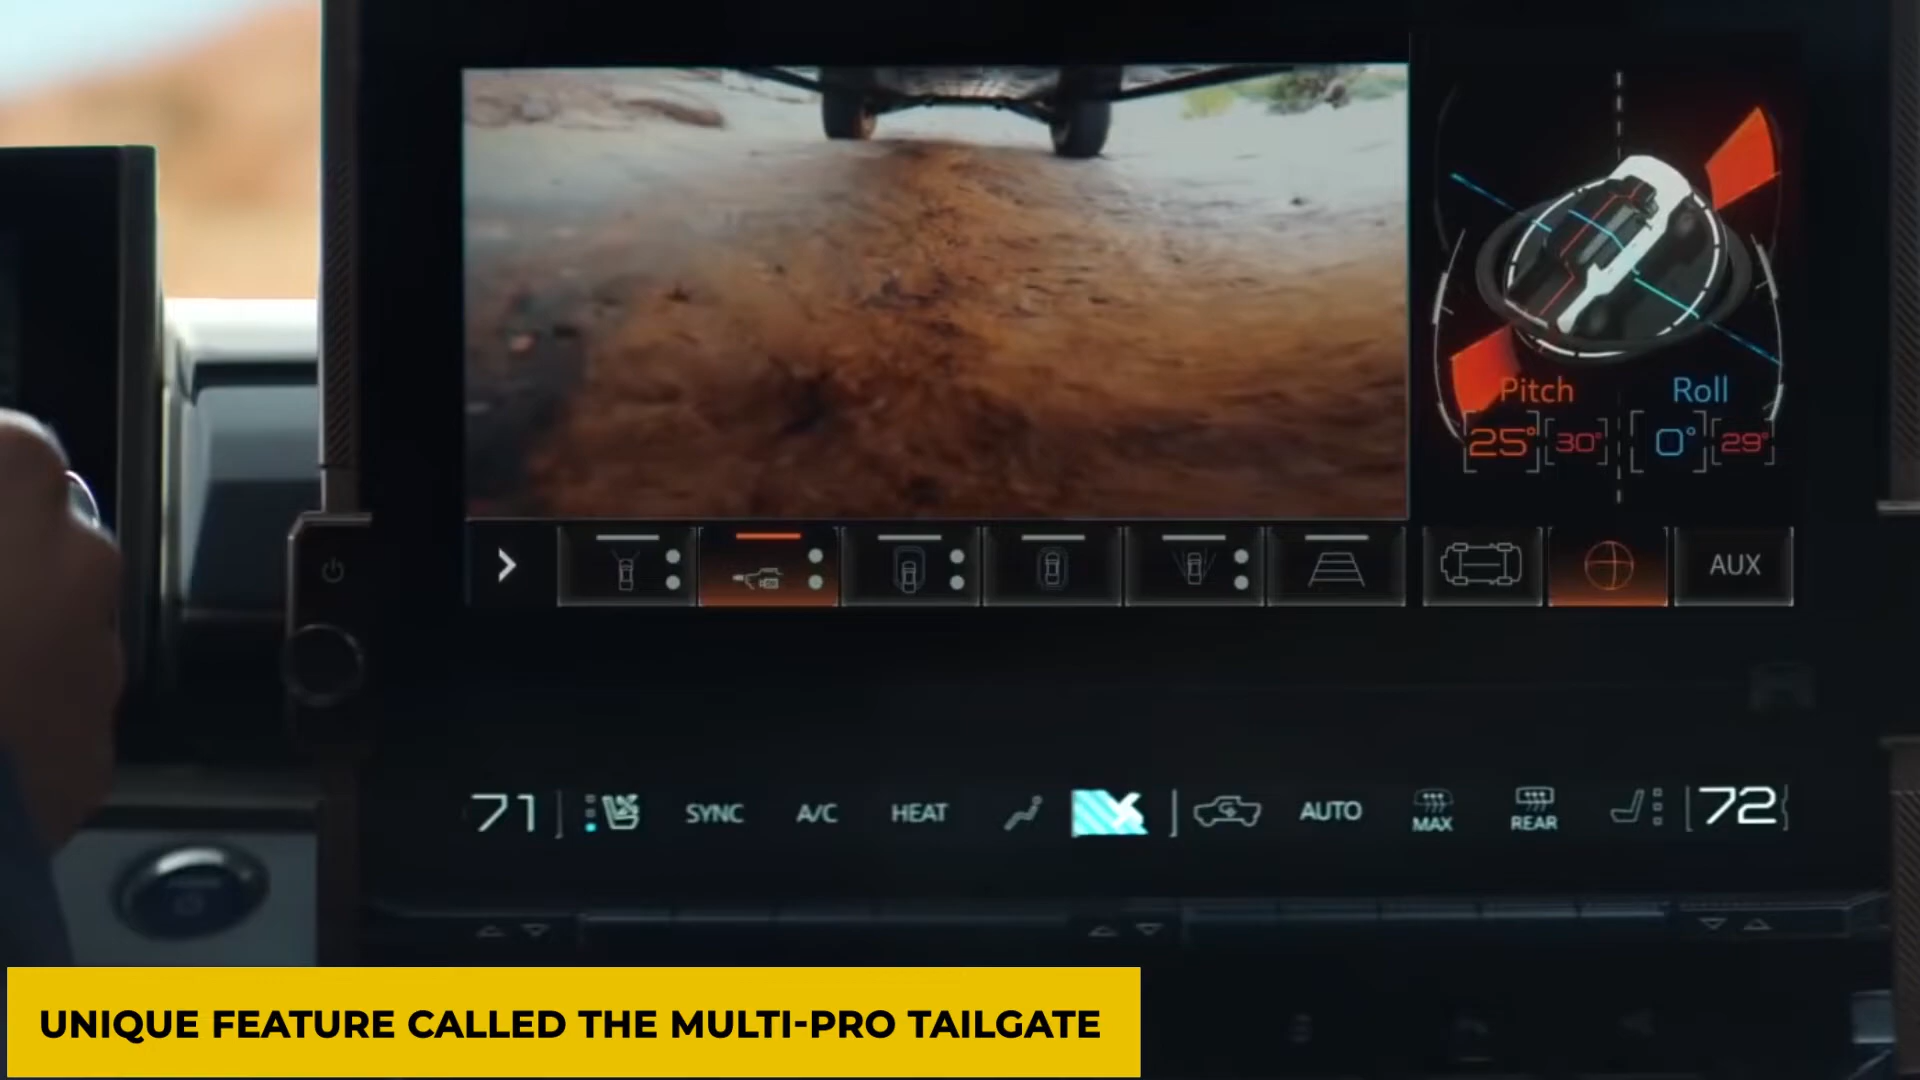 Pitch
Roll
25° 30° 0° 29°
AUX
71 SYNC A/C HEAT AUTO MAX REAR 72
UNIQUE FEATURE CALLED THE MULTI-PRO TAILGATE